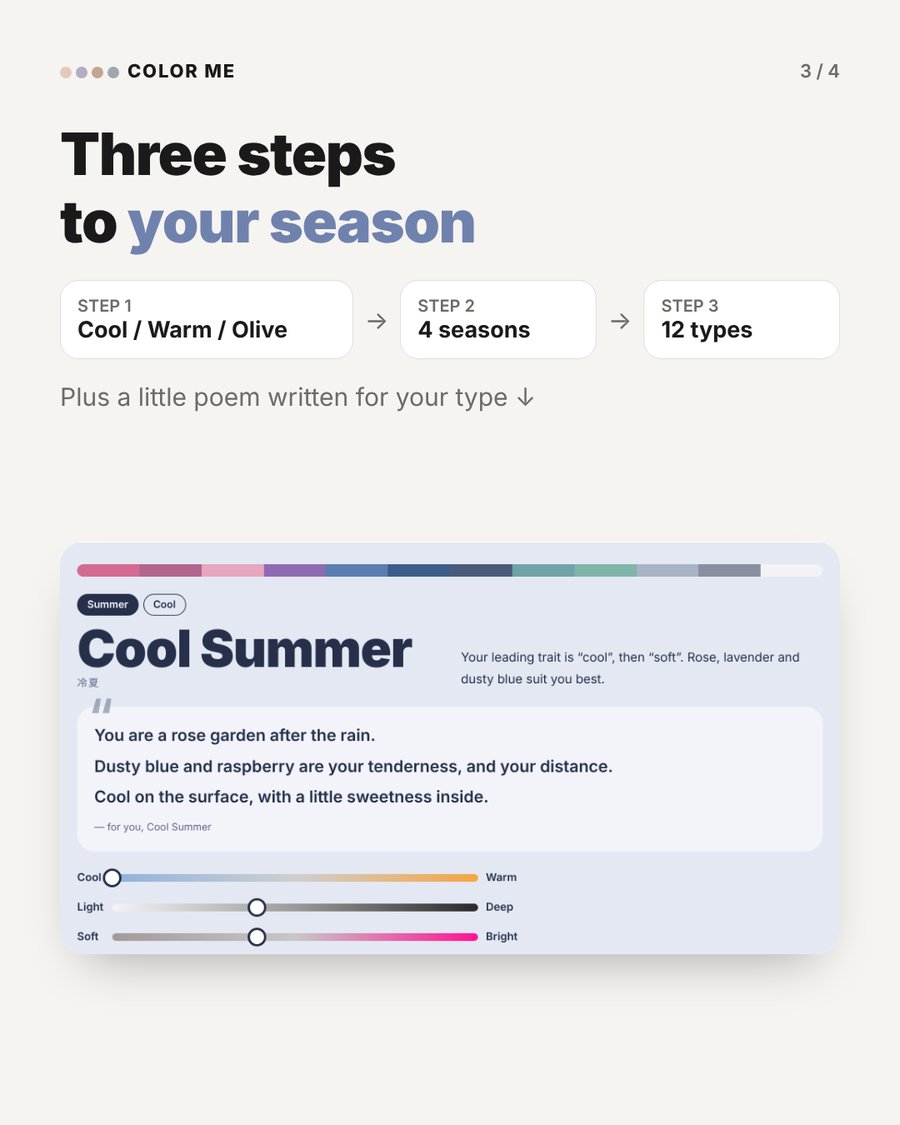 COLOR ME
3 / 4
Three steps
to your season
STEP 1
Cool / Warm / Olive
→
STEP 2
4 seasons
→
STEP 3
12 types
Plus a little poem written for your type ↓
Summer
Cool
Cool Summer
冷夏
Your leading trait is “cool”, then “soft”. Rose, lavender and
dusty blue suit you best.
"
You are a rose garden after the rain.
Dusty blue and raspberry are your tenderness, and your distance.
Cool on the surface, with a little sweetness inside.
— for you, Cool Summer
Cool
Warm
Light
Deep
Soft
Bright